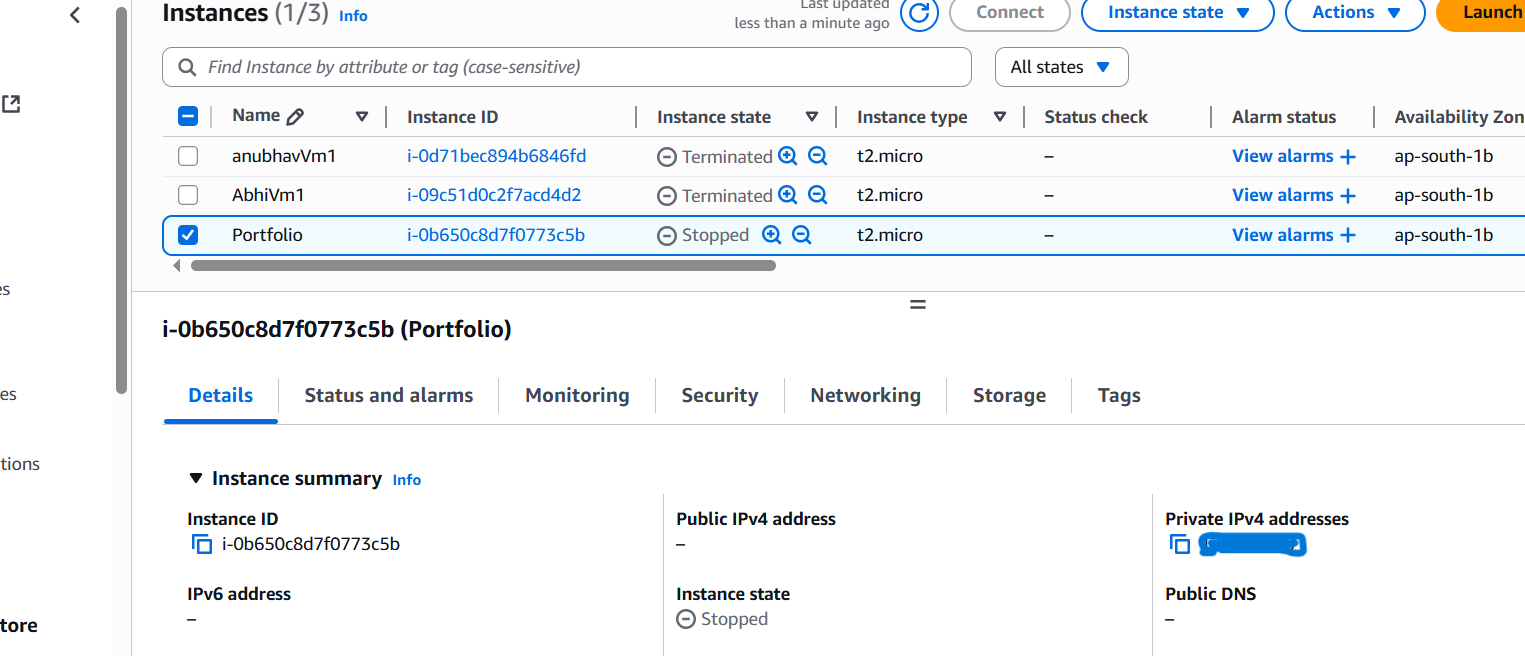 Instances (1/3) Info
Last updated
less than a minute ago
Connect
Instance state
Actions
Launch
Find Instance by attribute or tag (case-sensitive)
All states
Name Instance ID Instance state Instance type Status check Alarm status Availability Zon
anubhavVm1 i-0d71bec894b6846fd Terminated t2.micro – View alarms + ap-south-1b
AbhiVm1 i-09c51d0c2f7acd4d2 Terminated t2.micro – View alarms + ap-south-1b
Portfolio i-0b650c8d7f0773c5b Stopped t2.micro – View alarms + ap-south-1b
es
es
tions
tore
i-0b650c8d7f0773c5b (Portfolio)
Details Status and alarms Monitoring Security Networking Storage Tags
Instance summary Info
Instance ID
i-0b650c8d7f0773c5b
Public IPv4 address
–
Private IPv4 addresses
IPv6 address
–
Instance state
Stopped
Public DNS
–